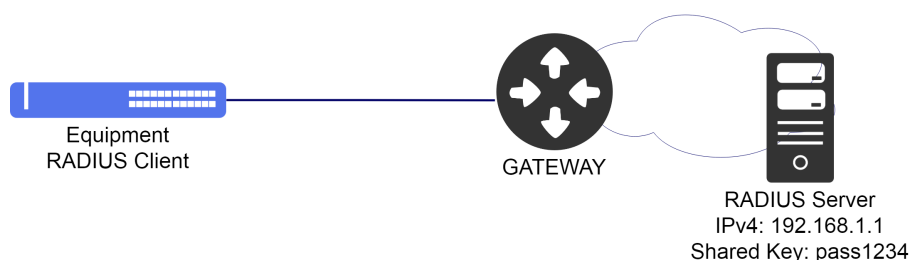 Equipment
RADIUS Client
GATEWAY
RADIUS Server
IPv4: 192.168.1.1
Shared Key: pass1234